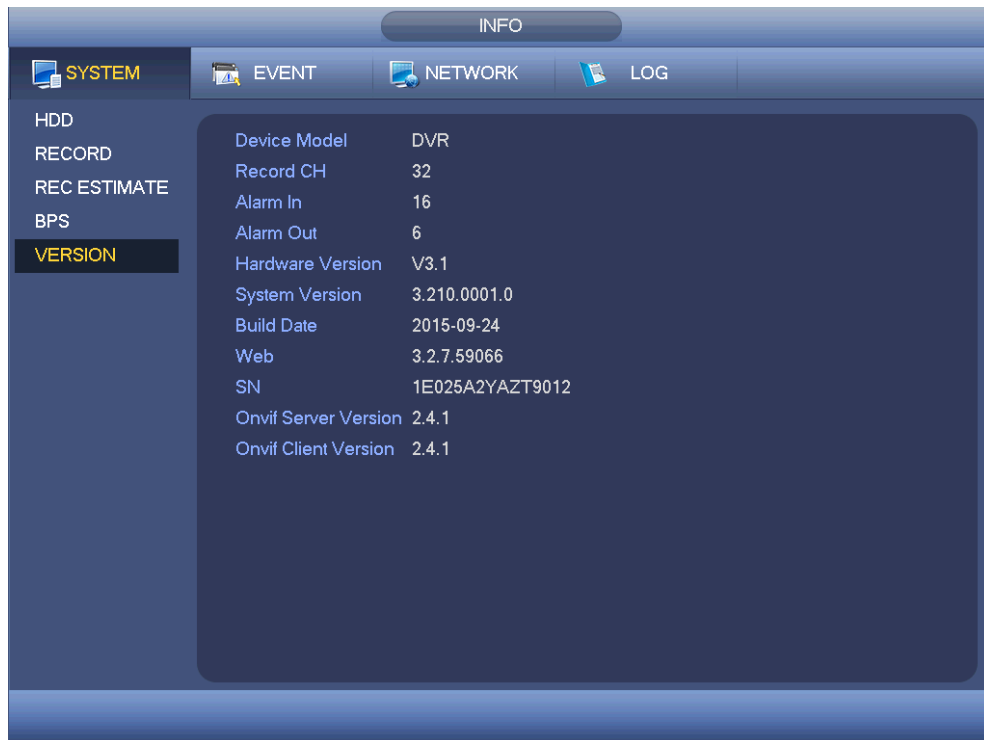 INFO
SYSTEM EVENT NETWORK LOG
HDD
RECORD
REC ESTIMATE
BPS
VERSION
Device Model DVR
Record CH 32
Alarm In 16
Alarm Out 6
Hardware Version V3.1
System Version 3.210.0001.0
Build Date 2015-09-24
Web 3.2.7.59066
SN 1E025A2YAZT9012
Onvif Server Version 2.4.1
Onvif Client Version 2.4.1